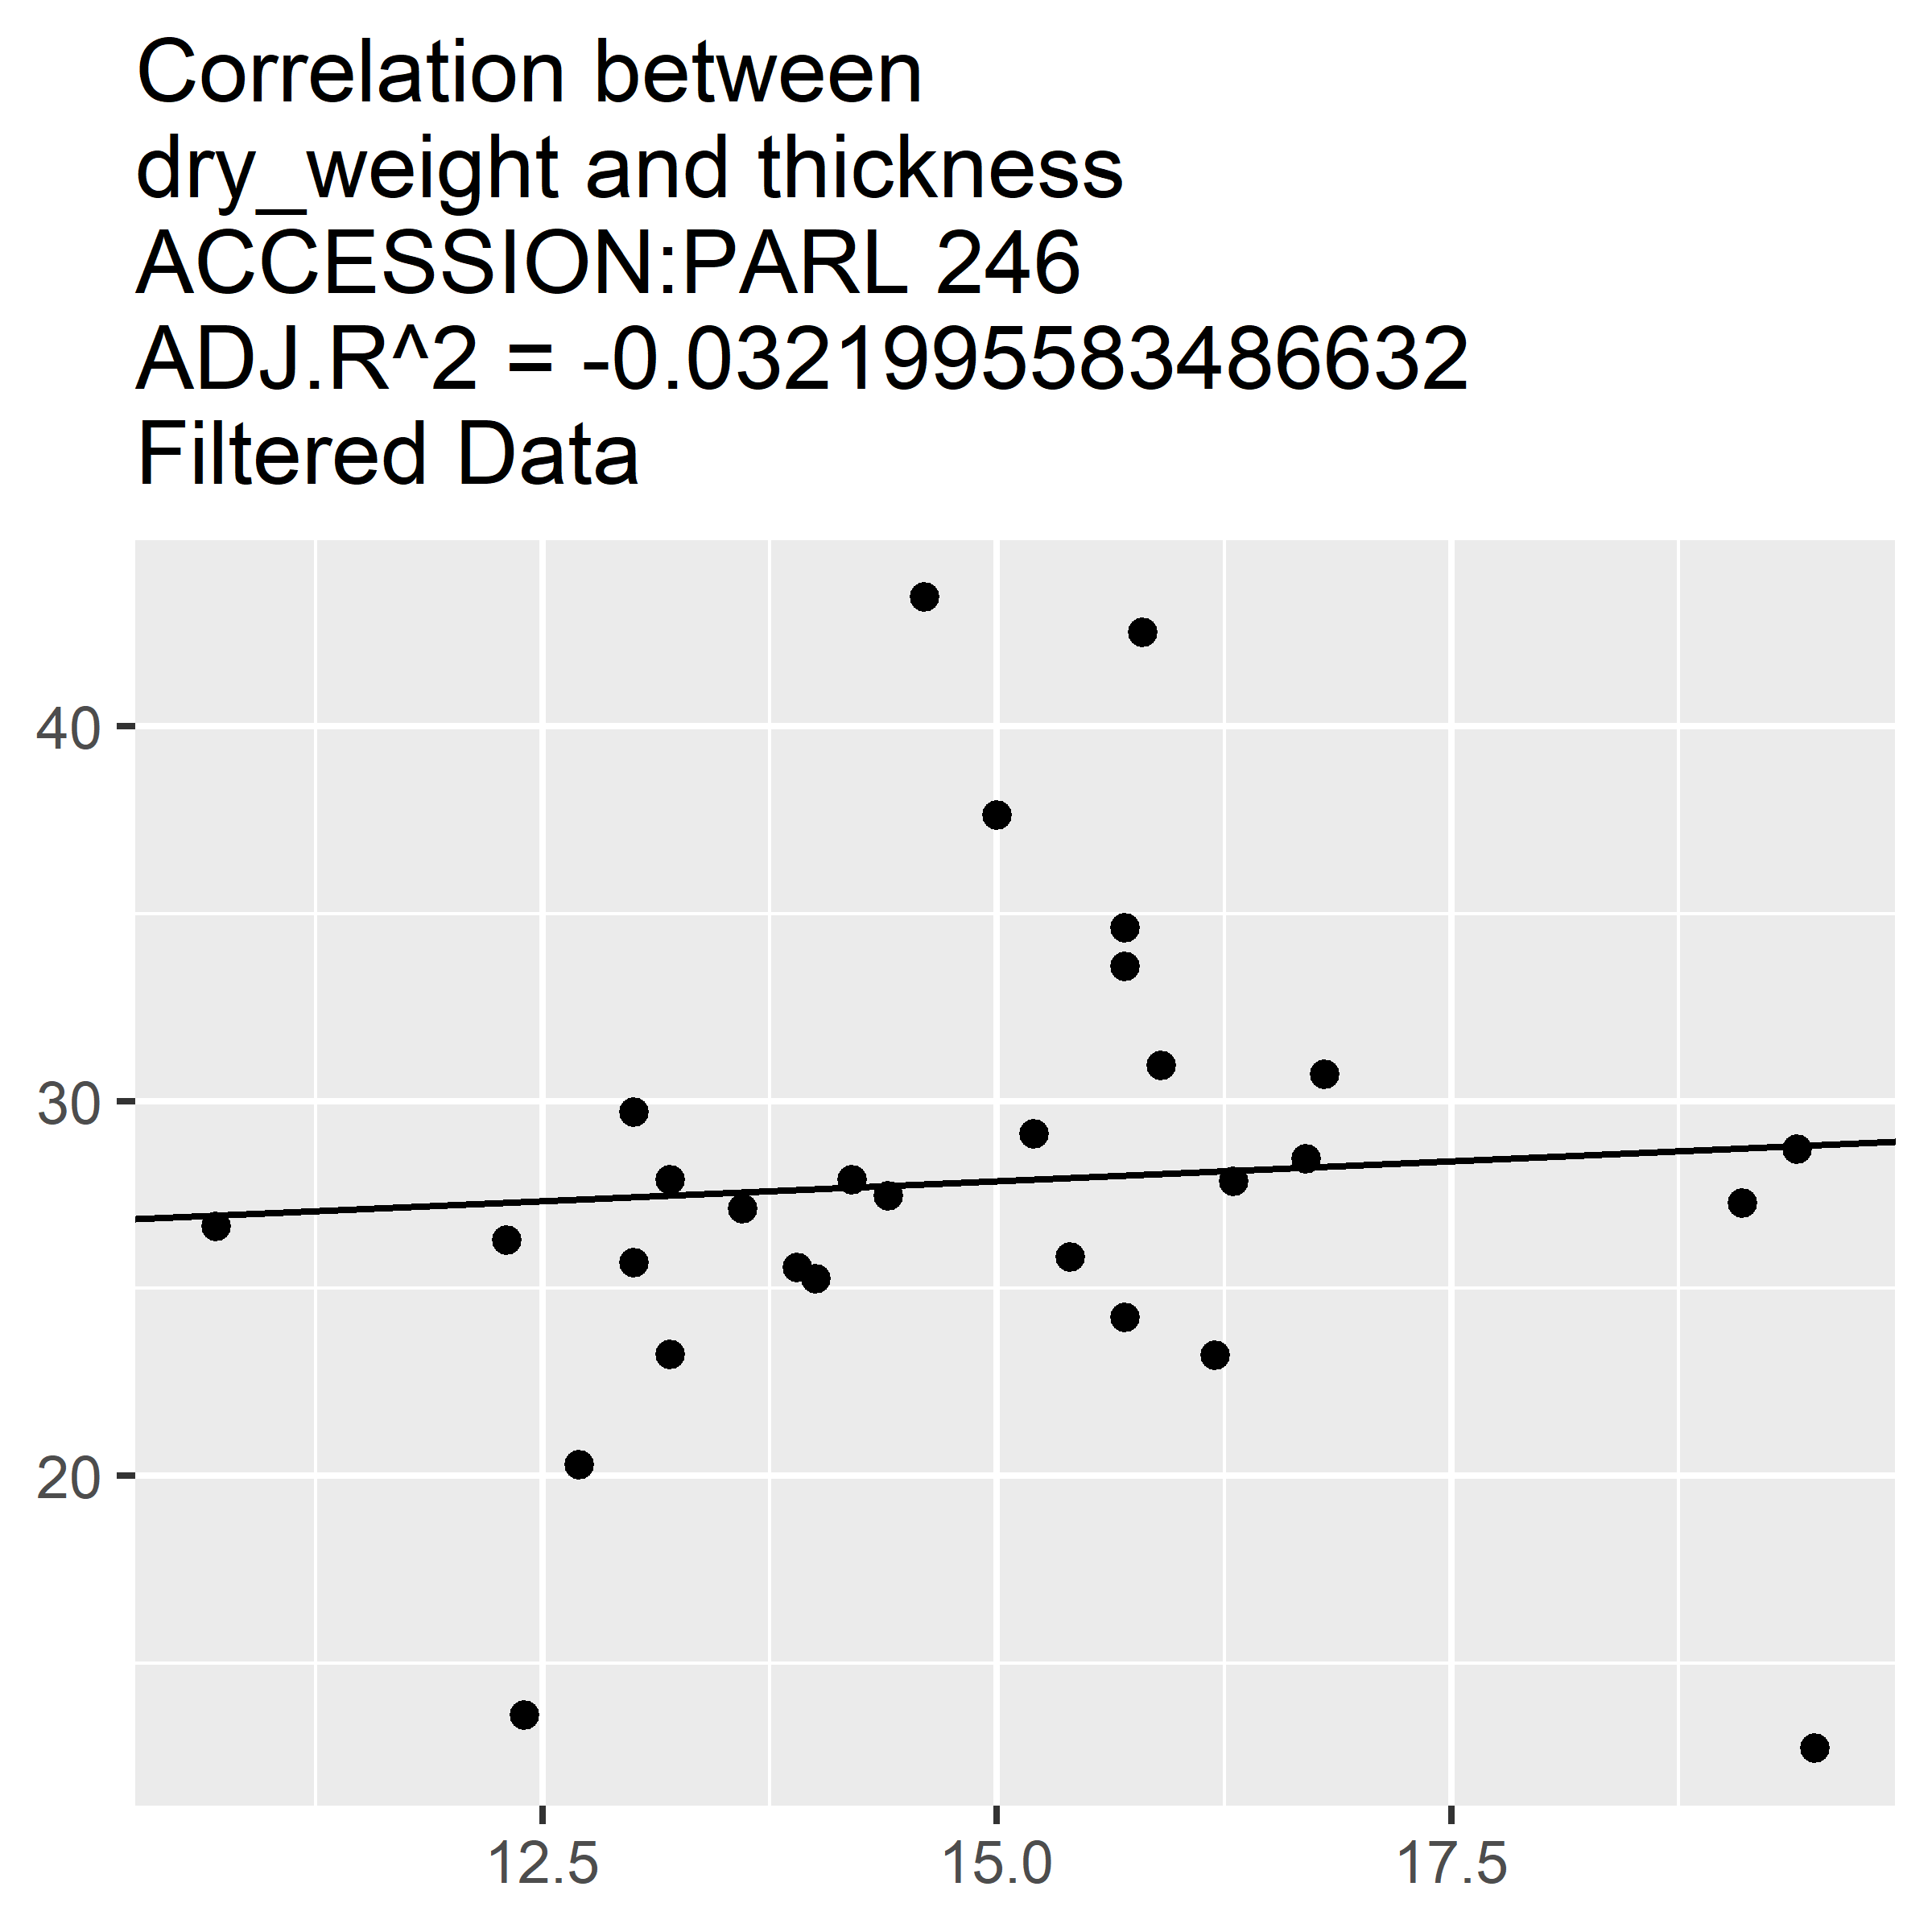 Correlation between
dry_weight and thickness
ACCESSION:PARL 246
ADJ.R^2 = -0.0321995583486632
Filtered Data
40
30
20
12.5 15.0 17.5